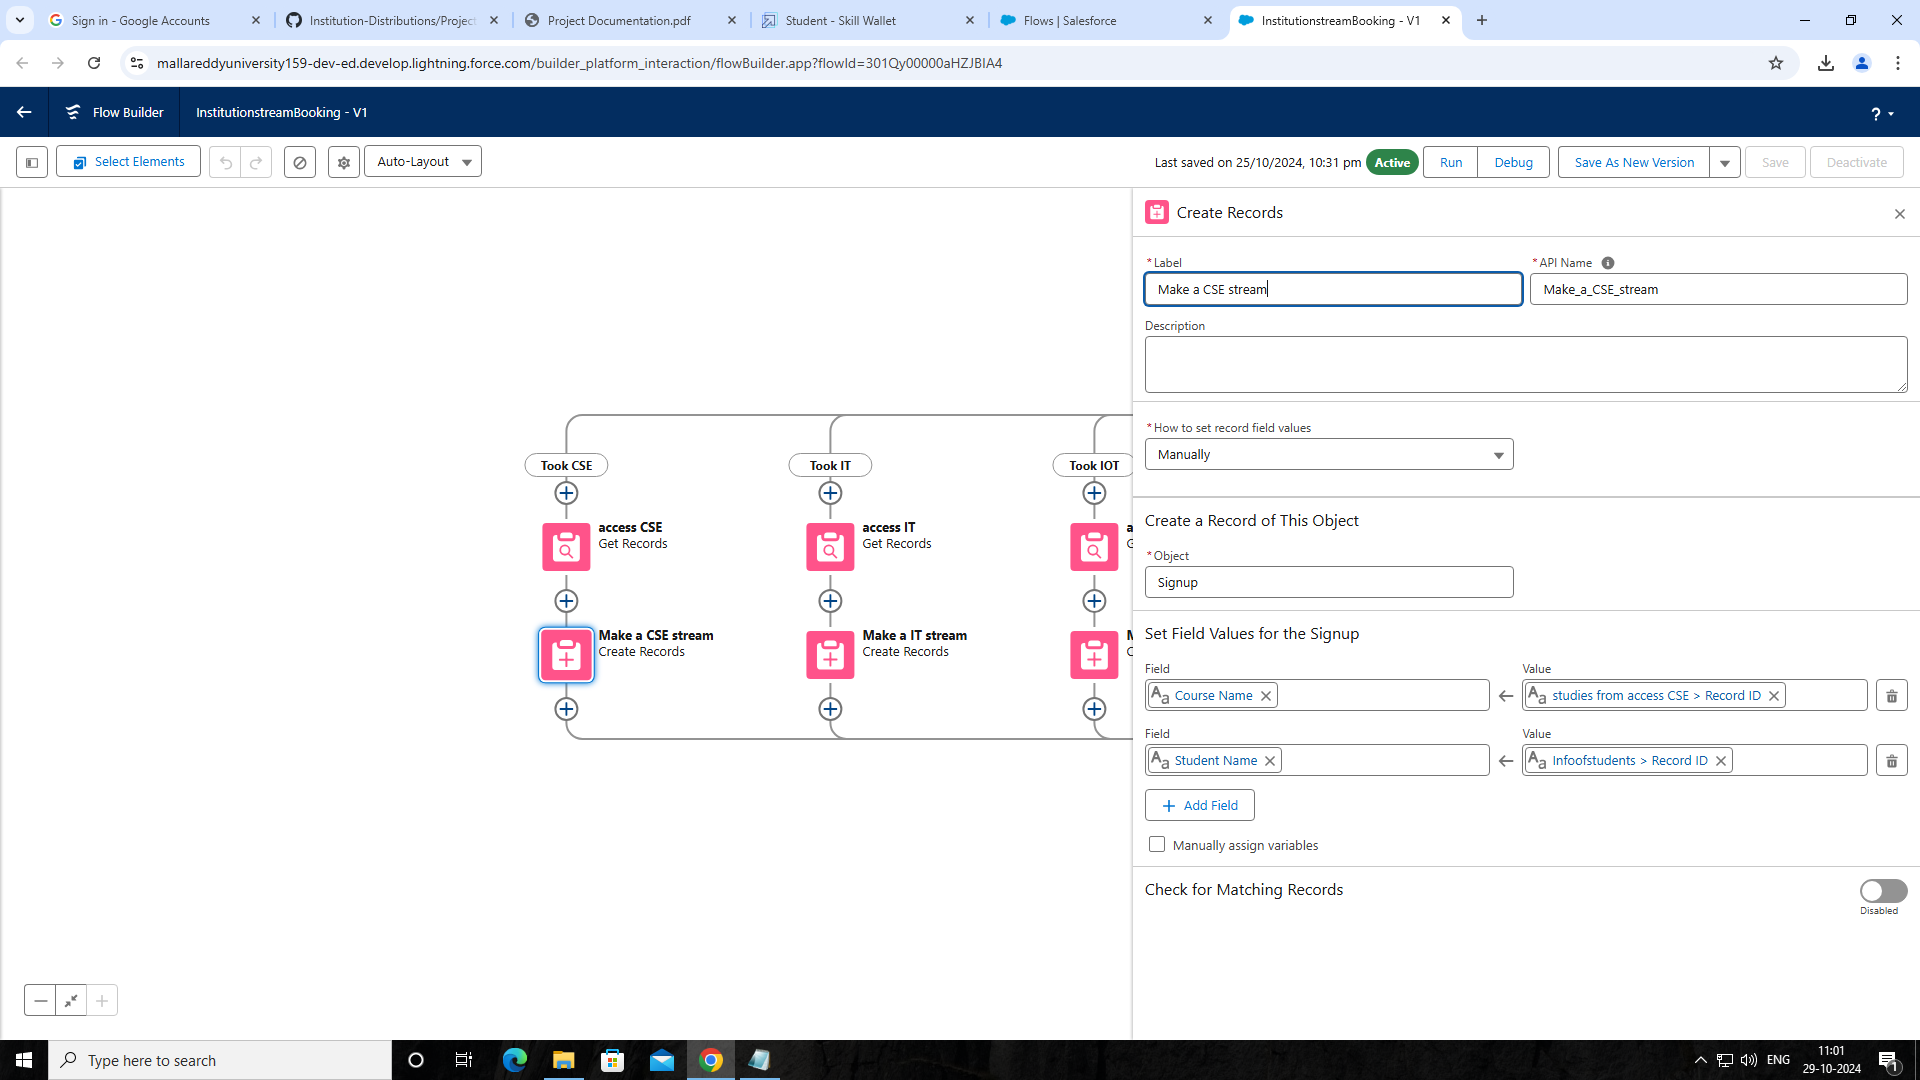 Sign in - Google Accounts
Institution-Distributions/Project
Project Documentation.pdf
Student - Skill Wallet
Flows | Salesforce
InstitutionstreamBooking - V1
mallareddyuniversity159-dev-ed.develop.lightning.force.com/builder_platform_interaction/flowBuilder.app?flowId=301Qy00000aHZJBIA4
Flow Builder
InstitutionstreamBooking - V1
?
Select Elements
Auto-Layout
Last saved on 25/10/2024, 10:31 pm
Active
Run
Debug
Save As New Version
Save
Deactivate
Took CSE
Took IT
Took IOT
access CSE
Get Records
access IT
Get Records
Make a CSE stream
Create Records
Make a IT stream
Create Records
Create Records
* Label
Make a CSE stream
* API Name
Make_a_CSE_stream
Description
* How to set record field values
Manually
Create a Record of This Object
* Object
Signup
Set Field Values for the Signup
Field
Value
Aa Course Name
Aa studies from access CSE > Record ID
Field
Value
Aa Student Name
Aa Infoofstudents > Record ID
Add Field
Manually assign variables
Check for Matching Records
Disabled
Type here to search
ENG
11:01
29-10-2024
1